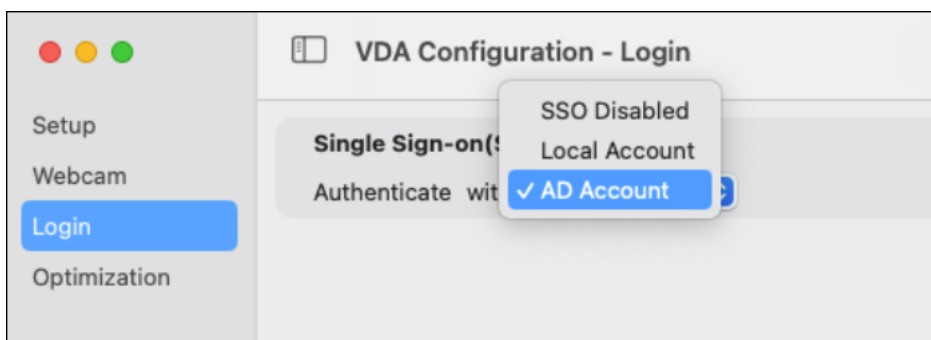 VDA Configuration - Login
Setup
Webcam
Login
Optimization
SSO Disabled
Local Account
✓ AD Account
Single Sign-on(
Authenticate wit